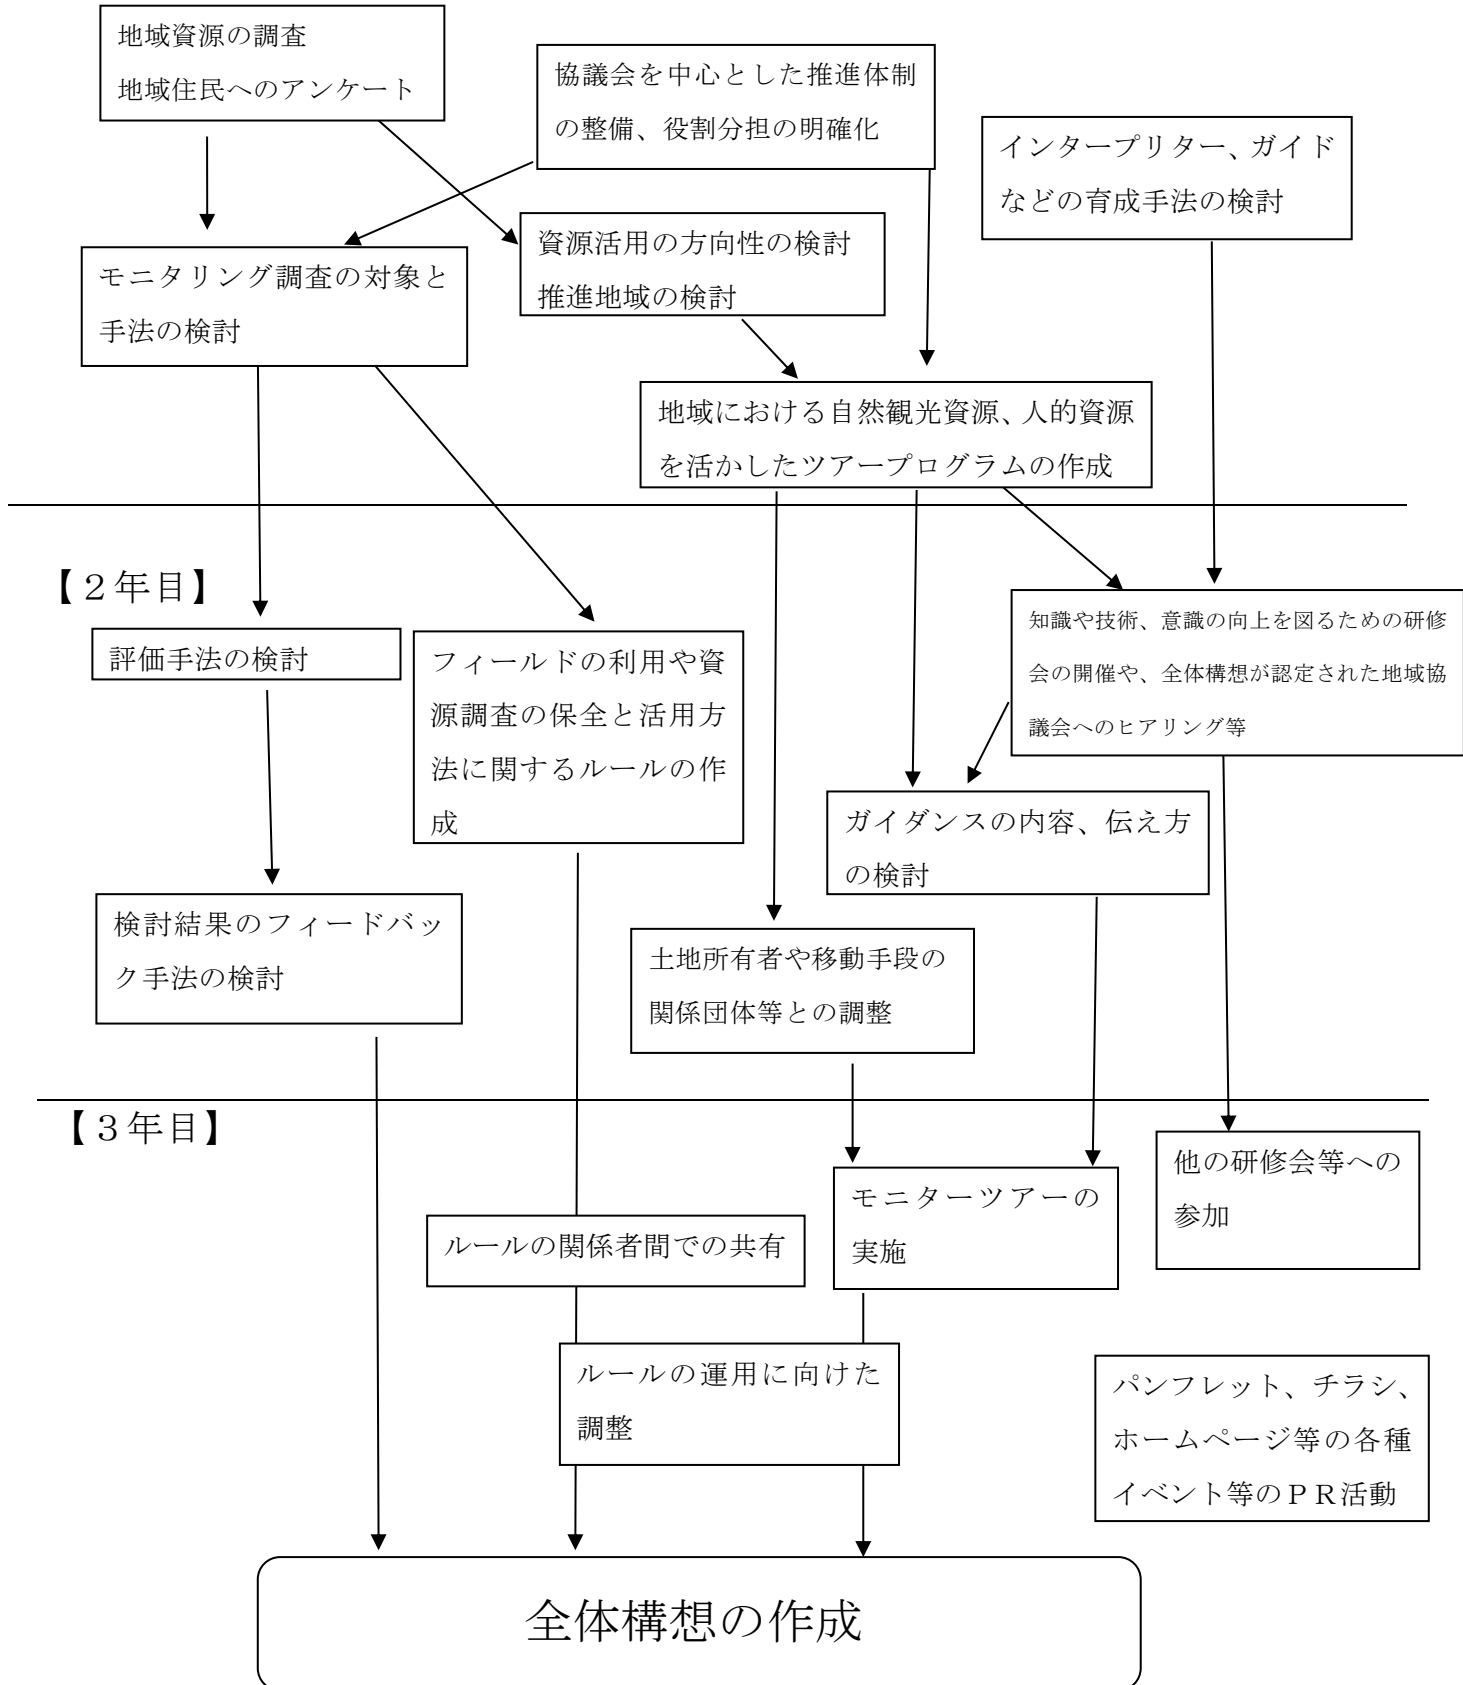 地域資源の調査
地域住民へのアンケート
協議会を中心とした推進体制
の整備、役割分担の明確化
インタープリター、ガイド
などの育成手法の検討
資源活用の方向性の検討
推進地域の検討
モニタリング調査の対象と
手法の検討
地域における自然観光資源、人的資源
を活かしたツアープログラムの作成
【２年目】
評価手法の検討
フィールドの利用や資
源調査の保全と活用方
法に関するルールの作
成
知識や技術、意識の向上を図るための研修
会の開催や、全体構想が認定された地域協
議会へのヒアリング等
ガイダンスの内容、伝え方
の検討
検討結果のフィードバッ
ク手法の検討
土地所有者や移動手段の
関係団体等との調整
【３年目】
他の研修会等への
参加
モニターツアーの
実施
ルールの関係者間での共有
ルールの運用に向けた
調整
パンフレット、チラシ、
ホームページ等の各種
イベント等のＰＲ活動
全体構想の作成